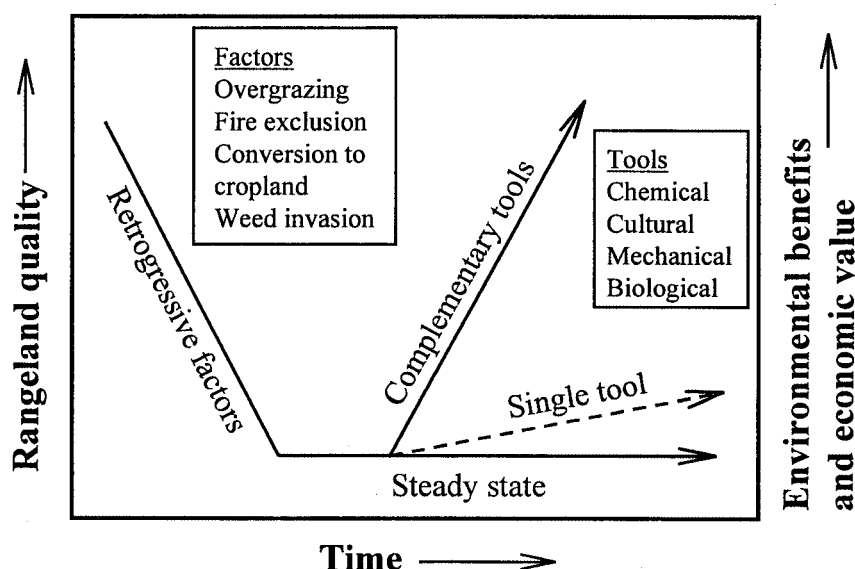 Rangeland quality
Factors
Overgrazing
Fire exclusion
Conversion to
cropland
Weed invasion
Retrogressive factors
Complementary tools
Tools
Chemical
Cultural
Mechanical
Biological
Single tool
Steady state
Environmental benefits
and economic value
Time